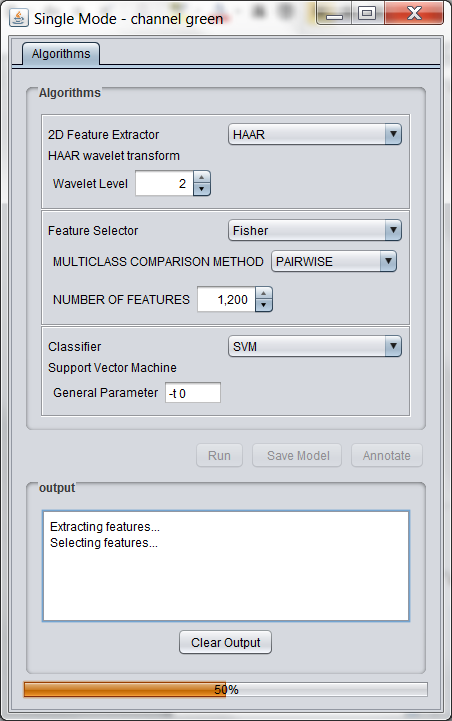 Single Mode - channel green
Algorithms
Algorithms
2D Feature Extractor HAAR
HAAR wavelet transform
Wavelet Level 2
Feature Selector Fisher
MULTICLASS COMPARISON METHOD PAIRWISE
NUMBER OF FEATURES 1,200
Classifier SVM
Support Vector Machine
General Parameter -t 0
Run Save Model Annotate
output
Extracting features...
Selecting features...
Clear Output
50%